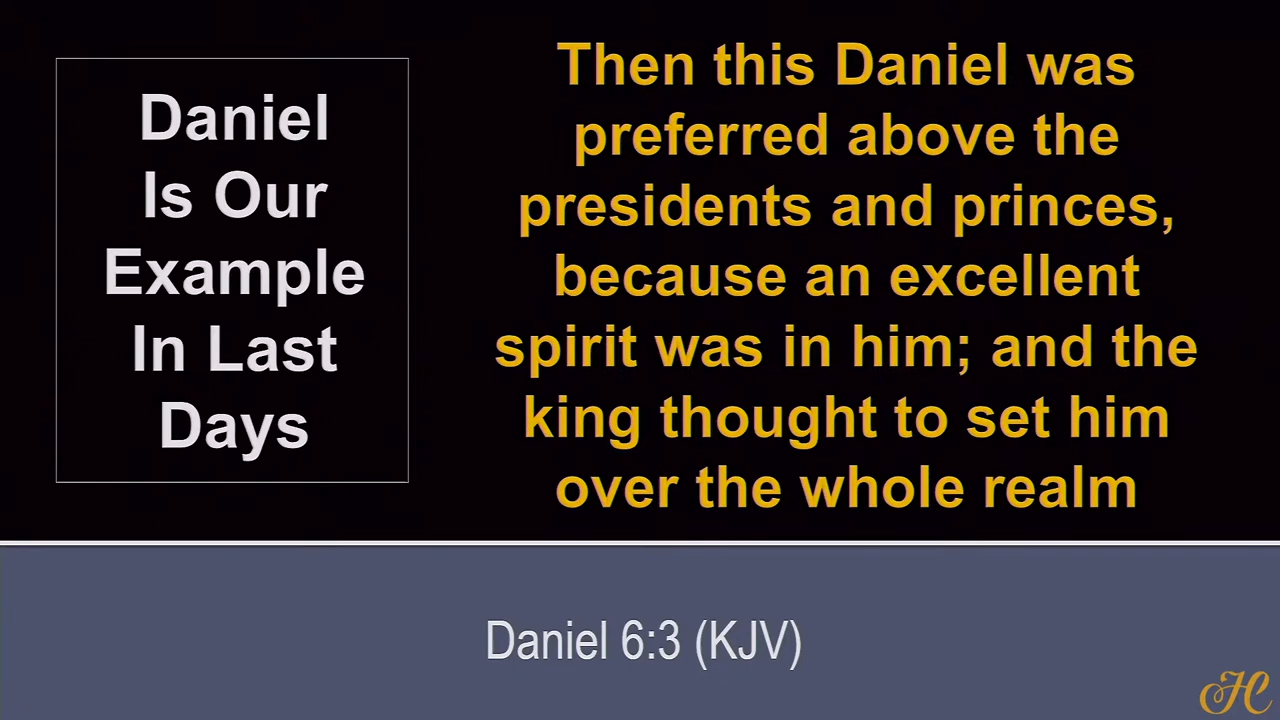 Daniel
Is Our
Example
In Last
Days
Then this Daniel was
preferred above the
presidents and princes,
because an excellent
spirit was in him; and the
king thought to set him
over the whole realm
Daniel 6:3 (KJV)
HC